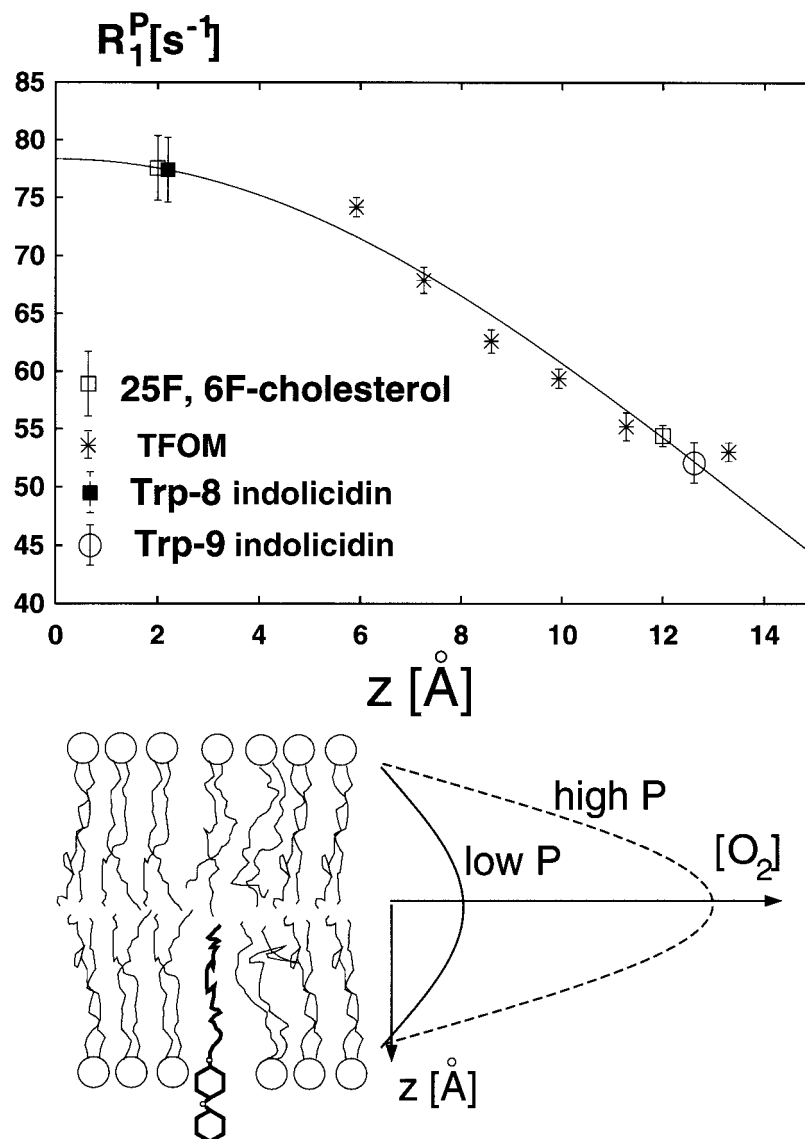 R₁ᴾ[s⁻¹]
85
80
75
70
65
60
55
50
45
40
25F, 6F-cholesterol
TFOM
Trp-8 indolicidin
Trp-9 indolicidin
0 2 4 6 8 10 12 14
z [Å]
high P
low P
[O₂]
z [Å]